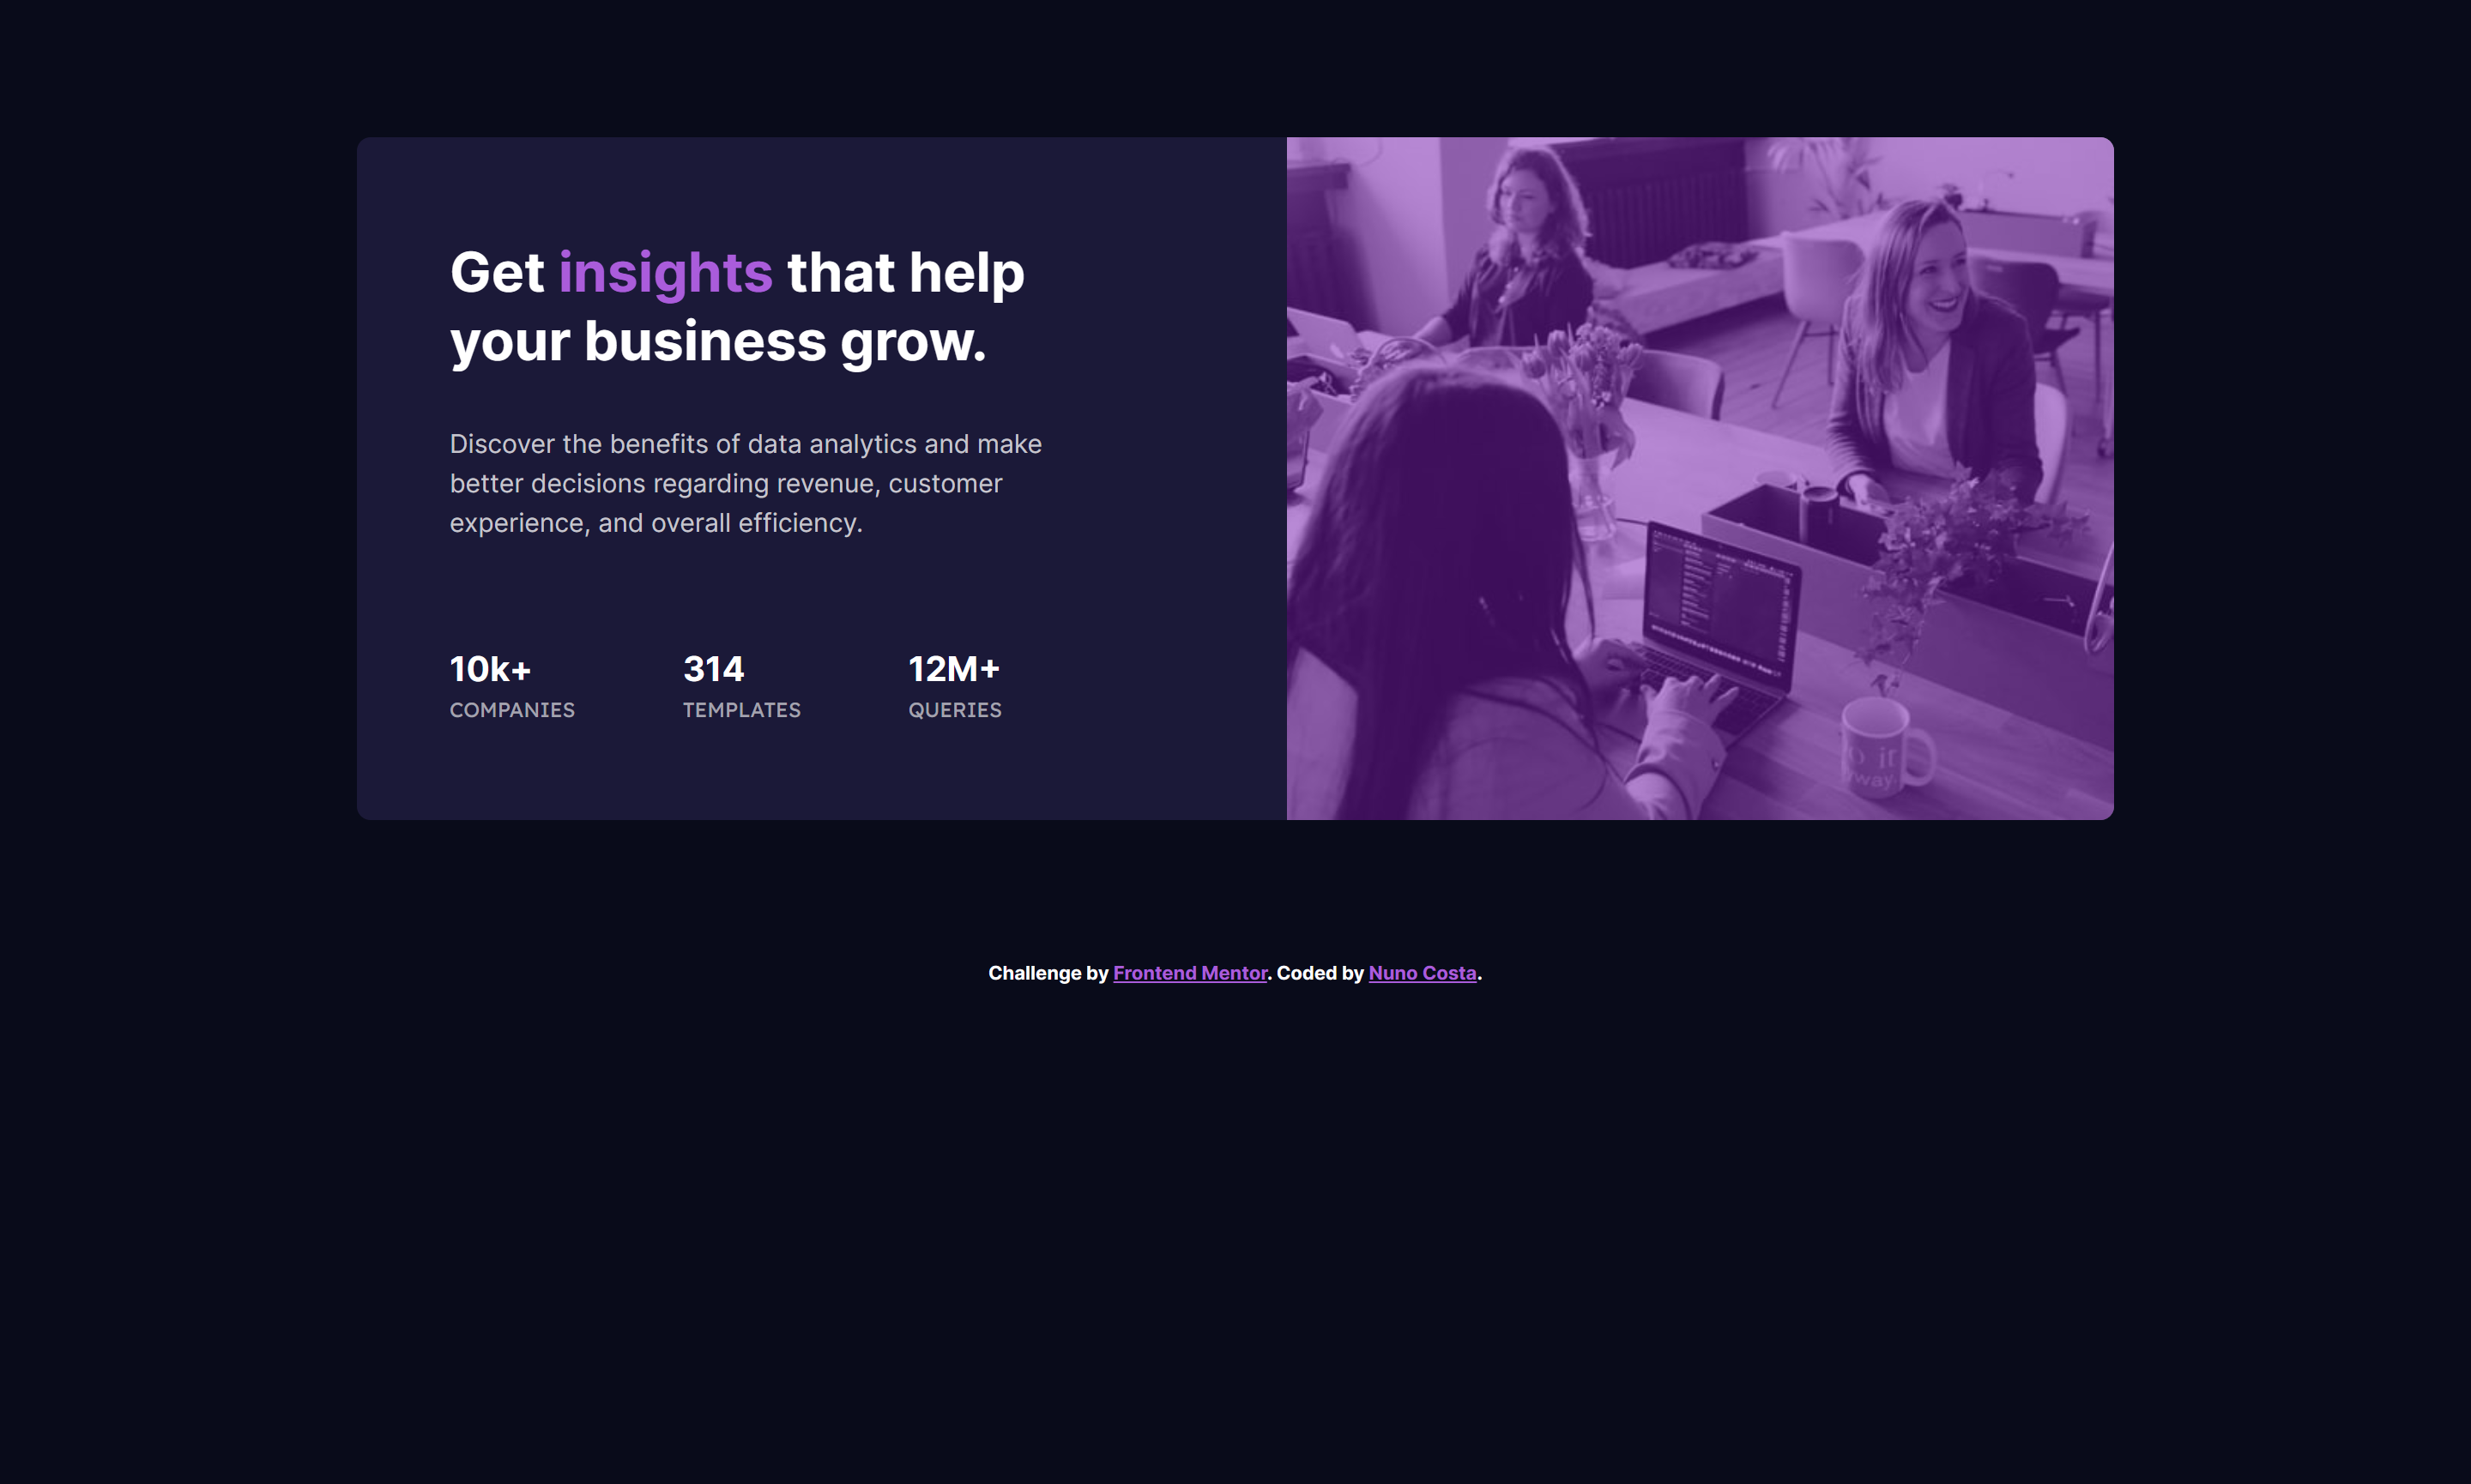 Get insights that help
your business grow.
Discover the benefits of data analytics and make
better decisions regarding revenue, customer
experience, and overall efficiency.
10k+
314
12M+
COMPANIES
TEMPLATES
QUERIES
it
way.
Challenge by Frontend Mentor. Coded by Nuno Costa.